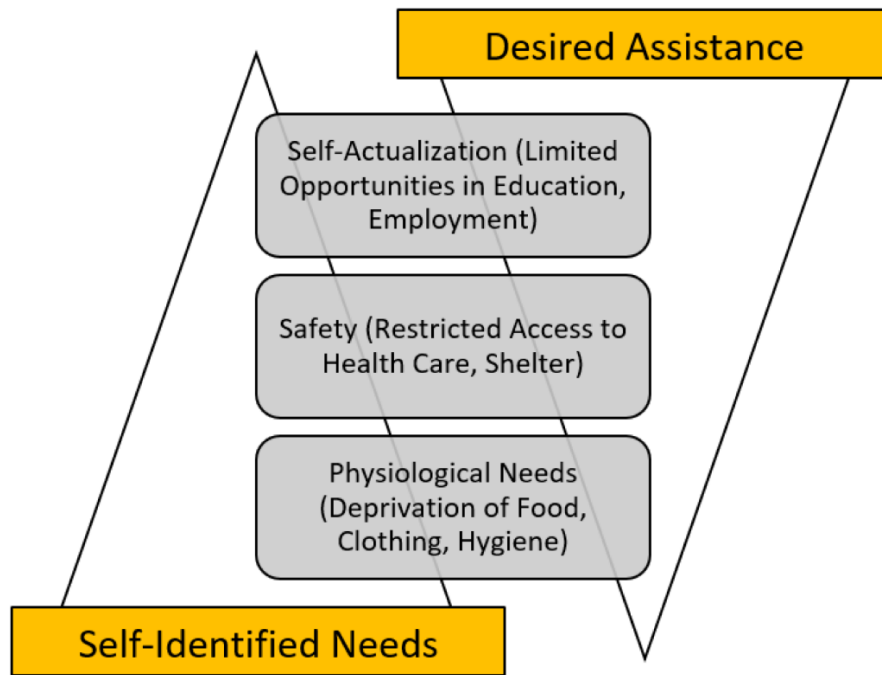 Desired Assistance
Self-Actualization (Limited
Opportunities in Education,
Employment)
Safety (Restricted Access to
Health Care, Shelter)
Physiological Needs
(Deprivation of Food,
Clothing, Hygiene)
Self-Identified Needs